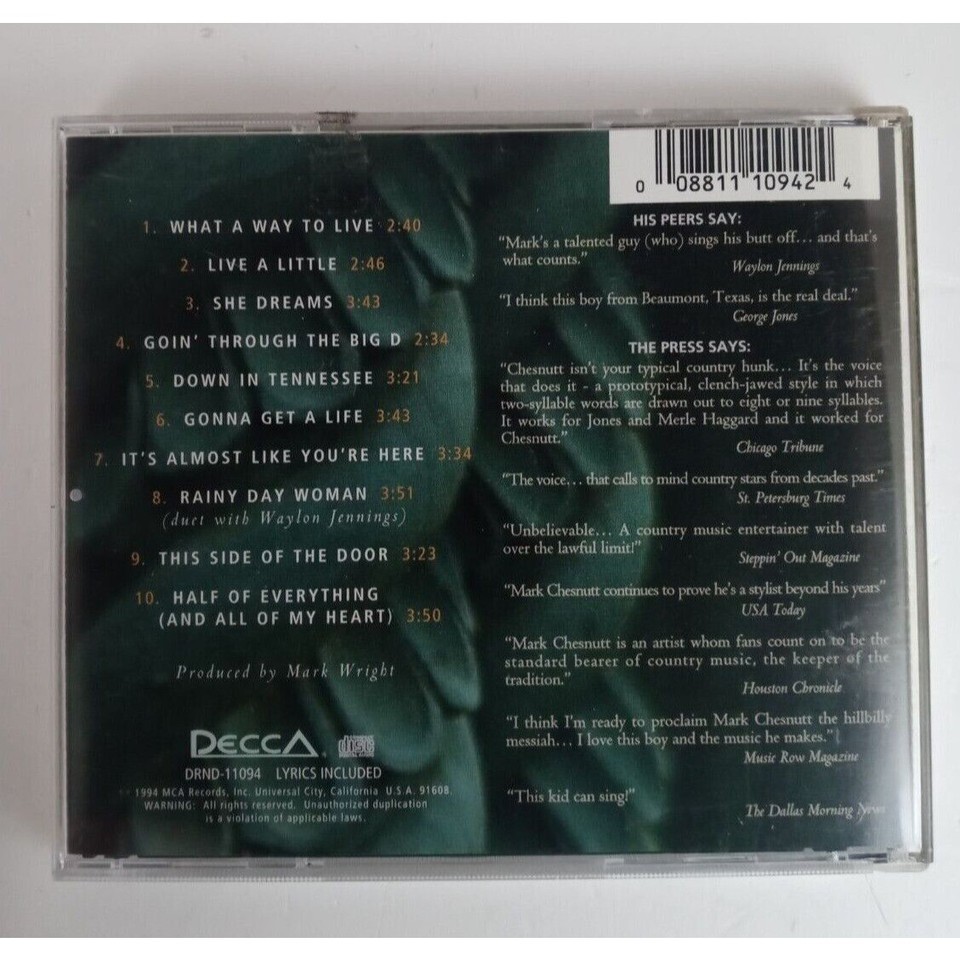 0 08811 10942 4
1. WHAT A WAY TO LIVE 2:40
2. LIVE A LITTLE 2:46
3. SHE DREAMS 3:43
4. GOIN' THROUGH THE BIG D 2:34
5. DOWN IN TENNESSEE 3:21
6. GONNA GET A LIFE 3:43
7. IT'S ALMOST LIKE YOU'RE HERE 3:34
8. RAINY DAY WOMAN 3:51
(duet with Waylon Jennings)
9. THIS SIDE OF THE DOOR 3:23
10. HALF OF EVERYTHING
(AND ALL OF MY HEART) 3:50
Produced by Mark Wright
DECCA
DRND-11094 LYRICS INCLUDED
1994 MCA Records, Inc. Universal City, California U.S.A. 91608.
WARNING: All rights reserved. Unauthorized duplication
is a violation of applicable laws.
HIS PEERS SAY:
"Mark's a talented guy (who) sings his butt off... and that's
what counts."
Waylon Jennings
"I think this boy from Beaumont, Texas, is the real deal."
George Jones
THE PRESS SAYS:
"Chesnutt isn't your typical country hunk... It's the voice
that does it - a prototypical, clench-jawed style in which
two-syllable words are drawn out to eight or nine syllables.
It works for Jones and Merle Haggard and it worked for
Chesnutt."
Chicago Tribune
"The voice... that calls to mind country stars from decades past."
St. Petersburg Times
"Unbelievable... A country music entertainer with talent
over the lawful limit!"
Steppin' Out Magazine
"Mark Chesnutt continues to prove he's a stylist beyond his years"
USA Today
"Mark Chesnutt is an artist whom fans count on to be the
standard bearer of country music, the keeper of the
tradition."
Houston Chronicle
"I think I'm ready to proclaim Mark Chesnutt the hillbilly
messiah... I love this boy and the music he makes."
Music Row Magazine
"This kid can sing!"
The Dallas Morning News